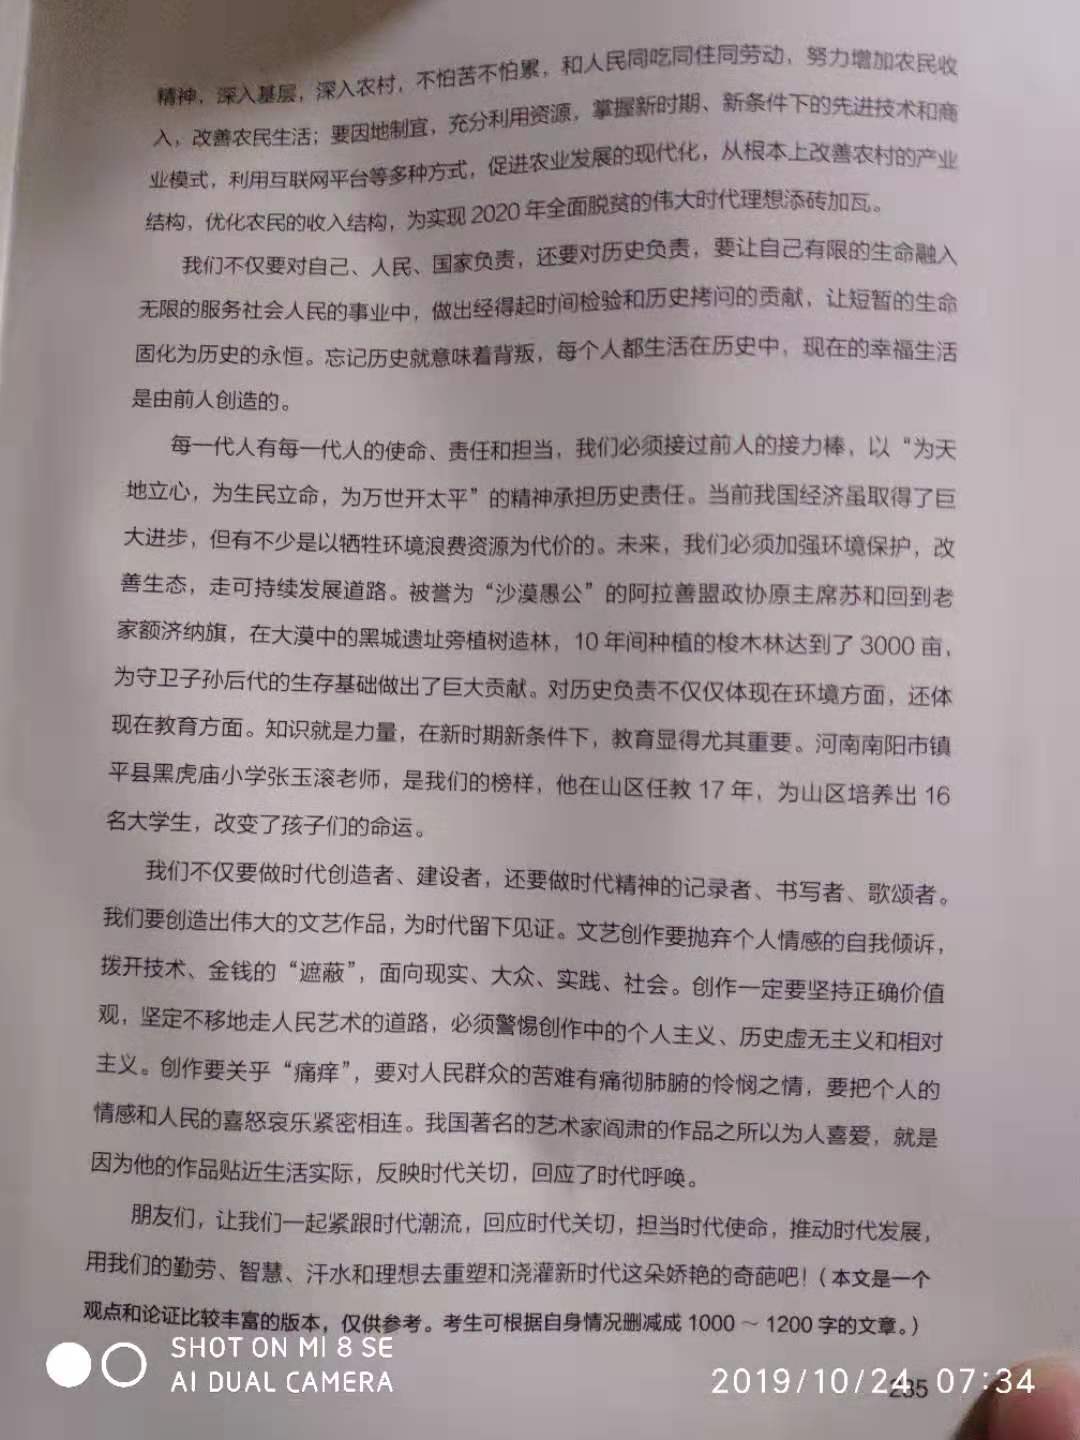 精神，深入基层，深入农村，不怕苦不怕累，和人民同吃同住同劳动，努力增加农民收
入，改善农民生活；要因地制宜，充分利用资源，掌握新时期、新条件下的先进技术和商
业模式，利用互联网平台等多种方式，促进农业发展的现代化，从根本上改善农村的产业
结构，优化农民的收入结构，为实现2020年全面脱贫的伟大时代理想添砖加瓦。
我们不仅要对自己、人民、国家负责，还要对历史负责，要让自己有限的生命融入
无限的服务社会人民的事业中，做出经得起时间检验和历史拷问的贡献，让短暂的生命
固化为历史的永恒。忘记历史就意味着背叛，每个人都生活在历史中，现在的幸福生活
是由前人创造的。
每一代人有每一代人的使命、责任和担当，我们必须接过前人的接力棒，以“为天
地立心，为生民立命，为万世开太平”的精神承担历史责任。当前我国经济虽取得了巨
大进步，但有不少是以牺牲环境浪费资源为代价的。未来，我们必须加强环境保护，改
善生态，走可持续发展道路。被誉为“沙漠愚公”的阿拉善盟政协原主席苏和回到老
家额济纳旗，在大漠中的黑城遗址旁植树造林，10年间种植的梭木林达到了3000亩，
为守卫子孙后代的生存基础做出了巨大贡献。对历史负责不仅仅体现在环境方面，还体
现在教育方面。知识就是力量，在新时期新条件下，教育显得尤其重要。河南南阳市镇
平县黑虎庙小学张玉滚老师，是我们的榜样，他在山区任教17年，为山区培养出16
名大学生，改变了孩子们的命运。
我们不仅要做时代创造者、建设者，还要做时代精神的记录者、书写者、歌颂者。
我们要创造出伟大的文艺作品，为时代留下见证。文艺创作要抛弃个人情感的自我倾诉，
拨开技术、金钱的“遮蔽”，面向现实、大众、实践、社会。创作一定要坚持正确价值
观，坚定不移地走人民艺术的道路，必须警惕创作中的个人主义、历史虚无主义和相对
主义。创作要关乎“痛痒”，要对人民群众的苦难有痛彻肺腑的怜悯之情，要把个人的
情感和人民的喜怒哀乐紧密相连。我国著名的艺术家阎肃的作品之所以为人喜爱，就是
因为他的作品贴近生活实际，反映时代关切，回应了时代呼唤。
朋友们，让我们一起紧跟时代潮流，回应时代关切，担当时代使命，推动时代发展，
用我们的勤劳、智慧、汗水和理想去重塑和浇灌新时代这朵娇艳的奇葩吧！（本文是一个
观点和论证比较丰富的版本，仅供参考。考生可根据自身情况删减成1000～1200字的文章。）
SHOT ON MI 8 SE
AI DUAL CAMERA
2019/10/24 07:34
235